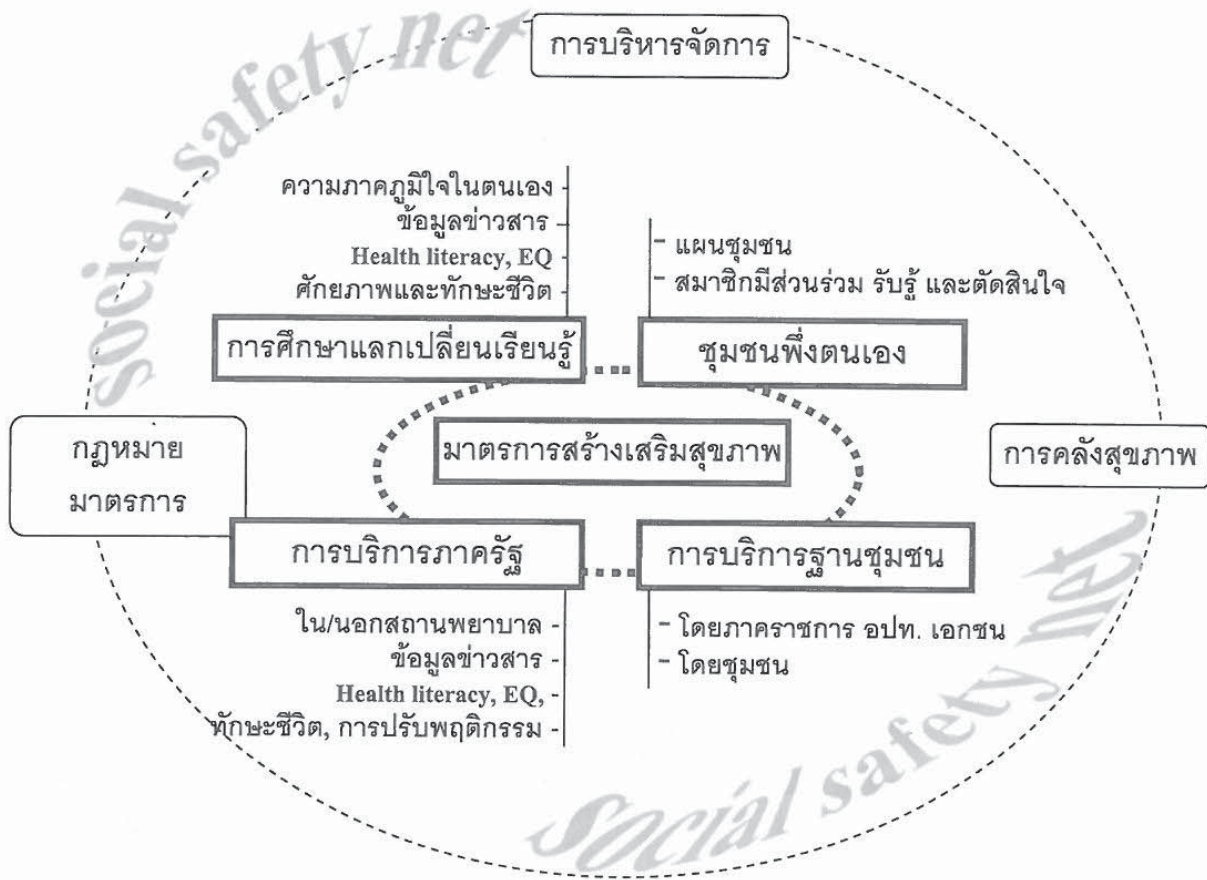 social safety net
การบริหารจัดการ
ความภาคภูมิใจในตนเอง -
ข้อมูลข่าวสาร -
Health literacy, EQ -
ศักยภาพและทักษะชีวิต -
- แผนชุมชน
- สมาชิกมีส่วนร่วม รับรู้ และตัดสินใจ
การศึกษาแลกเปลี่ยนเรียนรู้
ชุมชนพึ่งตนเอง
กฎหมาย
มาตรการ
มาตรการสร้างเสริมสุขภาพ
การคลังสุขภาพ
การบริการภาครัฐ
การบริการฐานชุมชน
ใน/นอกสถานพยาบาล -
ข้อมูลข่าวสาร -
Health literacy, EQ, -
ทักษะชีวิต, การปรับพฤติกรรม -
- โดยภาคราชการ อปท. เอกชน
- โดยชุมชน
social safety net